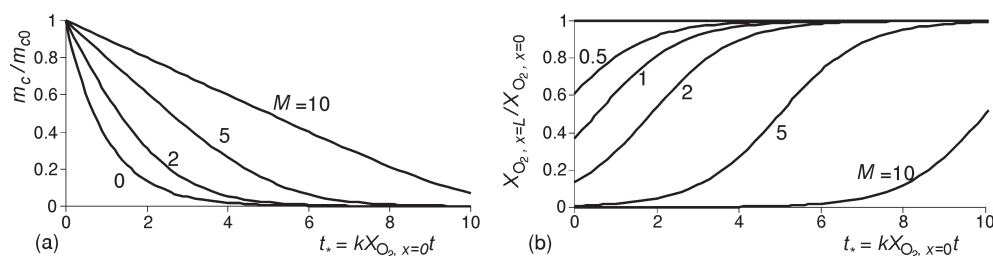 m_c/m_c0
1
0.8
0.6
0.4
0.2
0
M=10
5
2
0
0 2 4 6 8 10
(a) t_* = kX_O2, x=0 t
X_O2, x=L/X_O2, x=0
1
0.8
0.6
0.4
0.2
0
0.5
1
2
5
M=10
0 2 4 6 8 10
(b) t_* = kX_O2, x=0 t